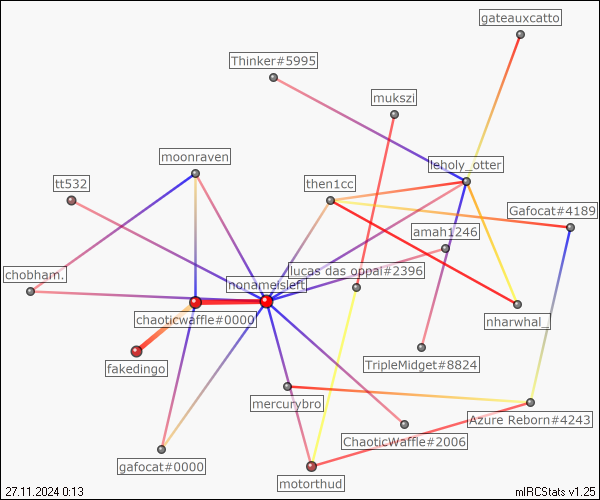 gateauxcatto
Thinker#5995
mukszi
moonraven
leholy_otter
tt532
then1cc
Gafocat#4189
amah1246
chobham.
lucas das oppai#2396
nonameisleft
chaoticwaffle#0000
nharwhal_
fakedingo
TripleMidget#8824
mercurybro
Azure Reborn#4243
ChaoticWaffle#2006
gafocat#0000
motorthud
27.11.2024 0:13
mIRCStats v1.25